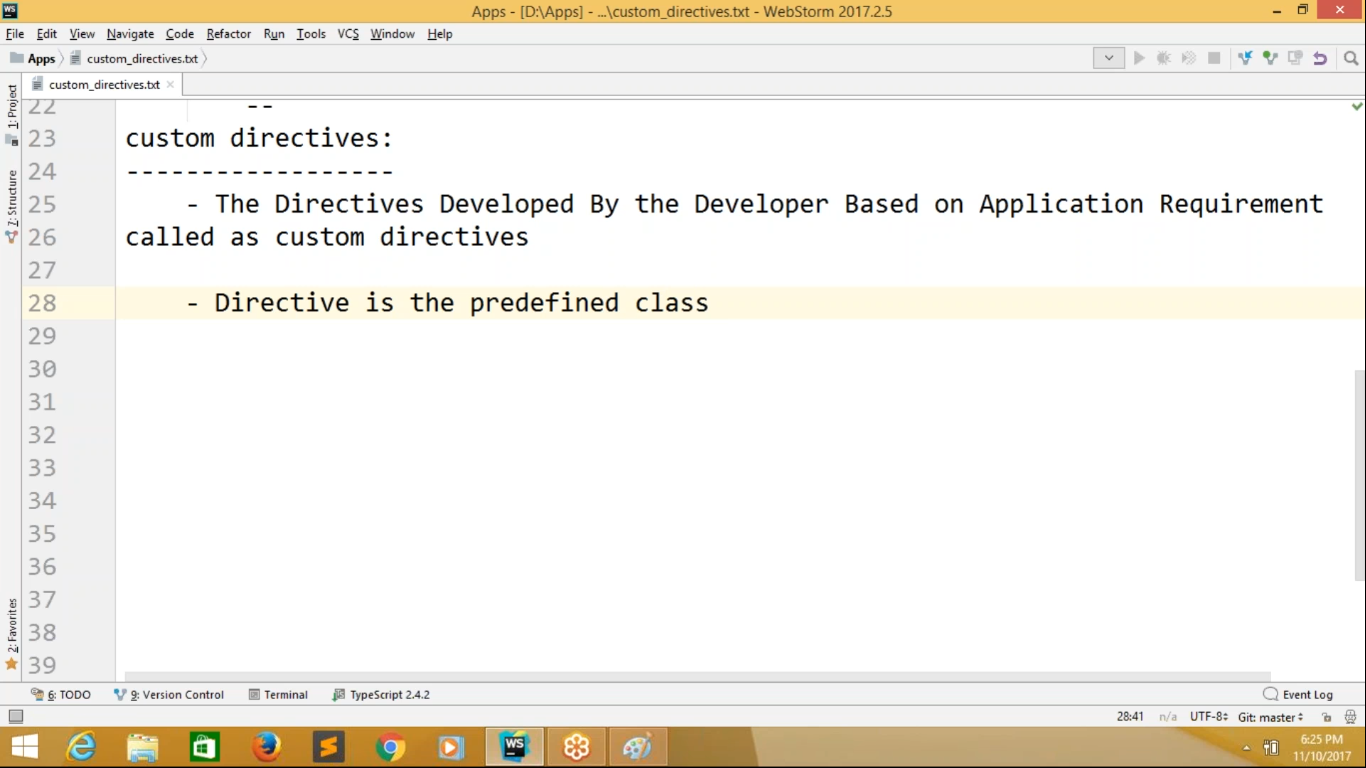 WS Apps - [D:\Apps] - ...\custom_directives.txt - WebStorm 2017.2.5
File Edit View Navigate Code Refactor Run Tools VCS Window Help
Apps custom_directives.txt
custom_directives.txt
1: Project
Z: Structure
2: Favorites
22 --
23 custom directives:
24 ------------------
25 - The Directives Developed By the Developer Based on Application Requirement
26 called as custom directives
27
28 - Directive is the predefined class
29
30
31
32
33
34
35
36
37
38
39
6: TODO 9: Version Control Terminal TypeScript 2.4.2 Event Log
28:41 n/a UTF-8 Git: master
WS
6:25 PM
11/10/2017